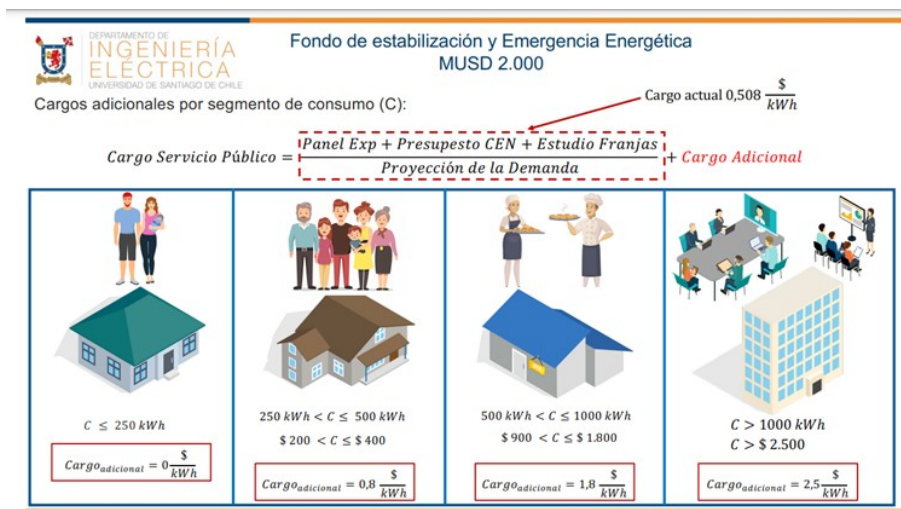 DEPARTAMENTO DE
INGENIERÍA
ELÉCTRICA
UNIVERSIDAD DE SANTIAGO DE CHILE
Fondo de estabilización y Emergencia Energética
MUSD 2.000
Cargos adicionales por segmento de consumo (C):
Cargo actual 0,508 $/kWh
Cargo Servicio Público = (Panel Exp + Presupesto CEN + Estudio Franjas) / (Proyección de la Demanda) + Cargo Adicional
C ≤ 250 kWh
Cargo adicional = 0 $/kWh
250 kWh < C ≤ 500 kWh
$ 200 < C ≤ $ 400
Cargo adicional = 0,8 $/kWh
500 kWh < C ≤ 1000 kWh
$ 900 < C ≤ $ 1.800
Cargo adicional = 1,8 $/kWh
C > 1000 kWh
C > $ 2.500
Cargo adicional = 2,5 $/kWh